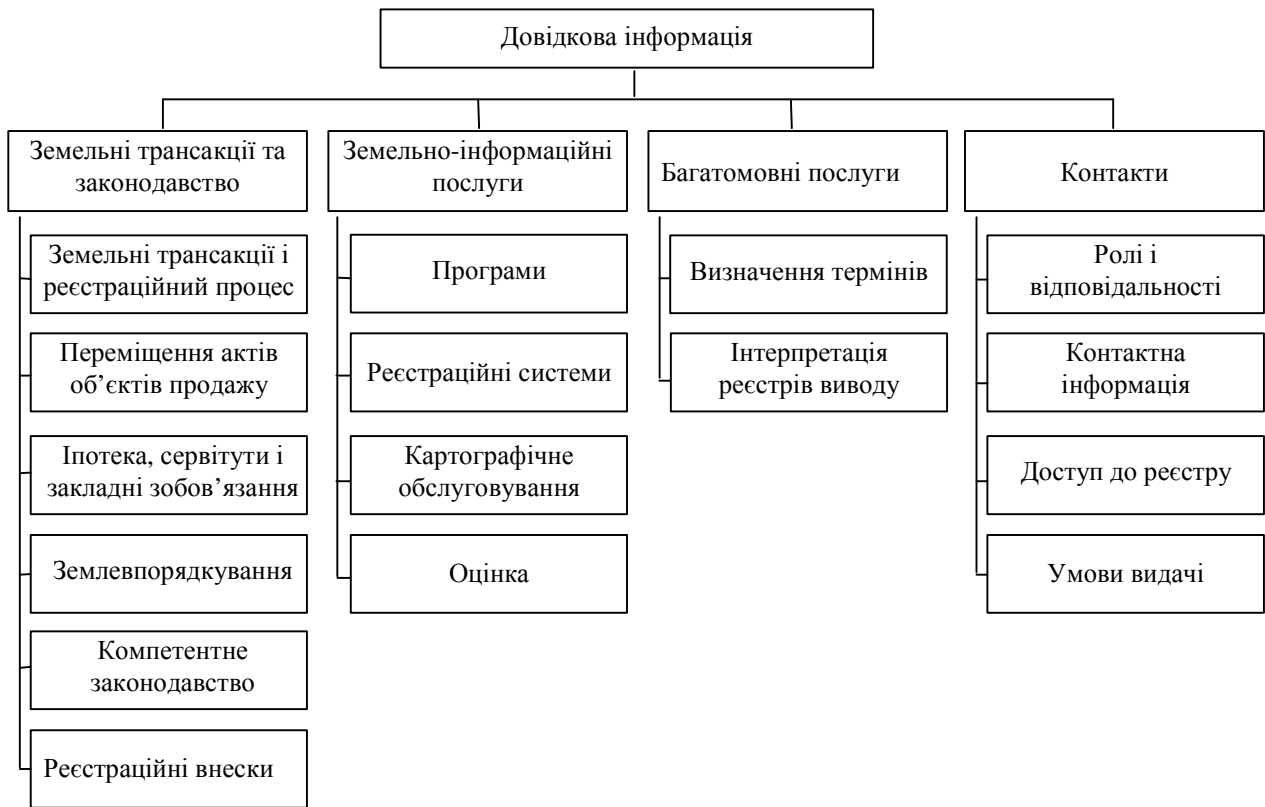 Довідкова інформація
Земельні трансакції та
законодавство
Земельні трансакції і
реєстраційний процес
Переміщення актів
об’єктів продажу
Іпотека, сервітути і
закладні зобов’язання
Землевпорядкування
Компетентне
законодавство
Реєстраційні внески
Земельно-інформаційні
послуги
Програми
Реєстраційні системи
Картографічне
обслуговування
Оцінка
Багатомовні послуги
Визначення термінів
Інтерпретація
реєстрів виводу
Контакти
Ролі і
відповідальності
Контактна
інформація
Доступ до реєстру
Умови видачі